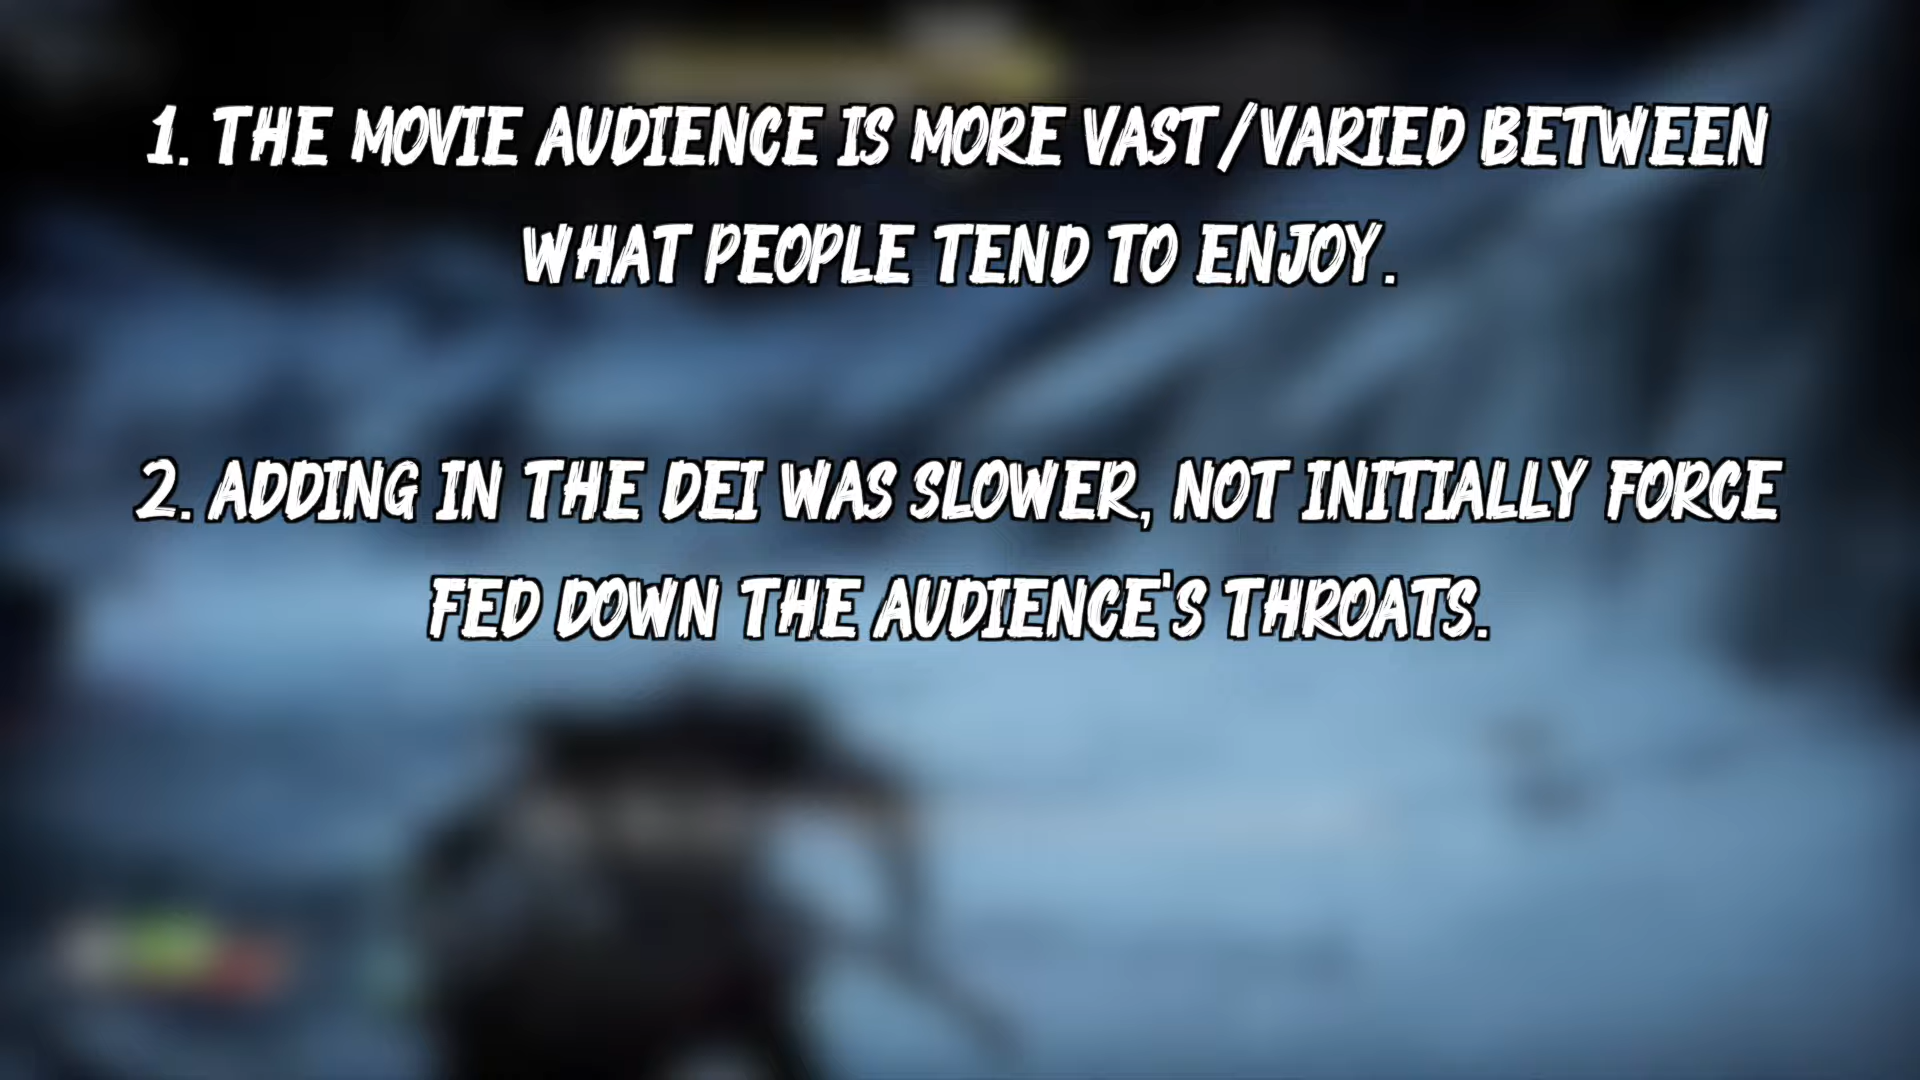 1. THE MOVIE AUDIENCE IS MORE VAST/VARIED BETWEEN
WHAT PEOPLE TEND TO ENJOY.
2. ADDING IN THE DEI WAS SLOWER, NOT INITIALLY FORCE
FED DOWN THE AUDIENCE'S THROATS.